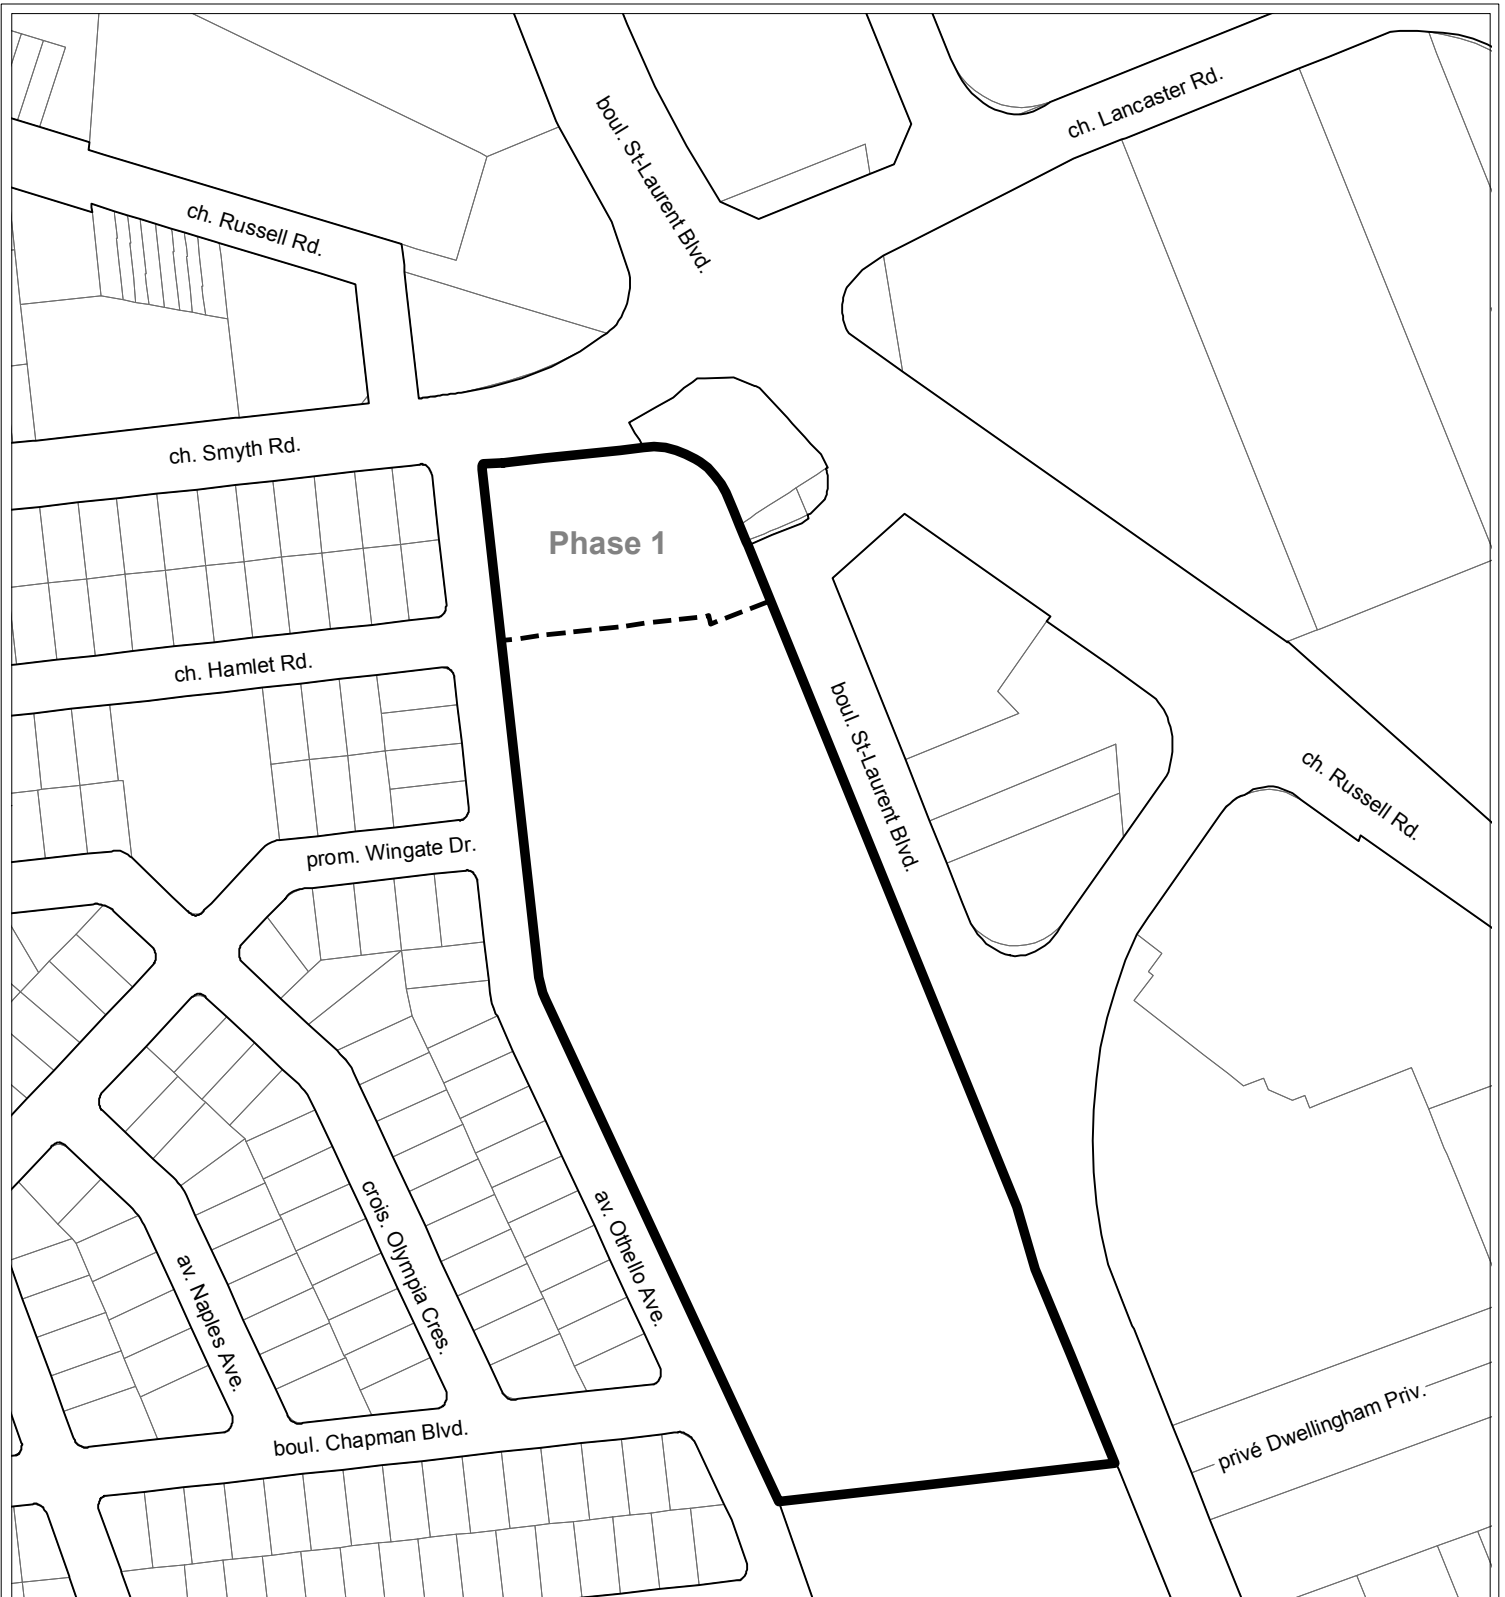 ch. Lancaster Rd.
boul. St-Laurent Blvd.
ch. Russell Rd.
ch. Smyth Rd.
Phase 1
ch. Hamlet Rd.
boul. St-Laurent Blvd.
ch. Russell Rd.
prom. Wingate Dr.
av. Othello Ave.
crois. Olympia Cres.
av. Naples Ave.
boul. Chapman Blvd.
privé Dwellingham Priv.